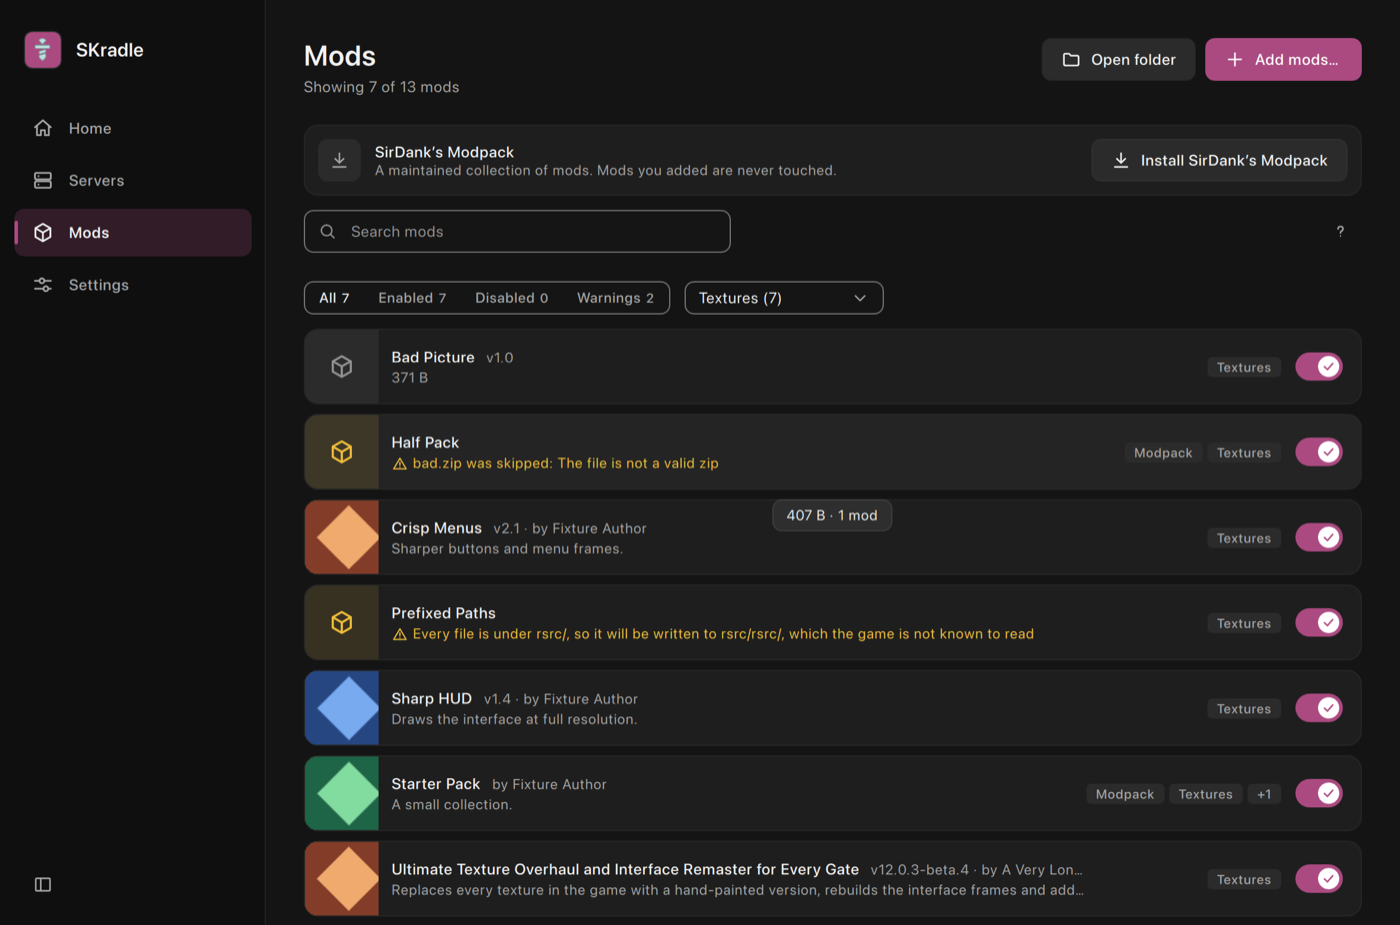 SKradle
Home
Servers
Mods
Settings
Mods
Showing 7 of 13 mods
Open folder
Add mods...
SirDank’s Modpack
A maintained collection of mods. Mods you added are never touched.
Install SirDank’s Modpack
Search mods
?
All 7 Enabled 7 Disabled 0 Warnings 2
Textures (7)
Bad Picture v1.0
371 B
Textures
Half Pack
bad.zip was skipped: The file is not a valid zip
Modpack Textures
407 B · 1 mod
Crisp Menus v2.1 · by Fixture Author
Sharper buttons and menu frames.
Textures
Prefixed Paths
Every file is under rsrc/, so it will be written to rsrc/rsrc/, which the game is not known to read
Textures
Sharp HUD v1.4 · by Fixture Author
Draws the interface at full resolution.
Textures
Starter Pack by Fixture Author
A small collection.
Modpack Textures +1
Ultimate Texture Overhaul and Interface Remaster for Every Gate v12.0.3-beta.4 · by A Very Lon...
Replaces every texture in the game with a hand-painted version, rebuilds the interface frames and add...
Textures